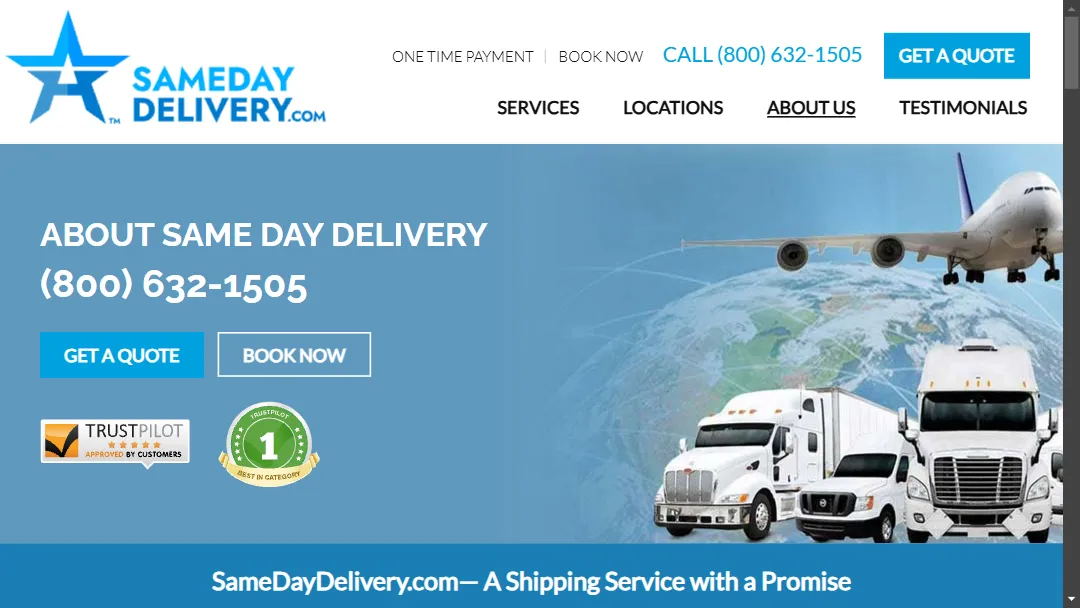 ONE TIME PAYMENT | BOOK NOW CALL (800) 632-1505 GET A QUOTE
SAMEDAY
DELIVERY.COM
TM
SERVICES LOCATIONS ABOUT US TESTIMONIALS
ABOUT SAME DAY DELIVERY
(800) 632-1505
GET A QUOTE BOOK NOW
TRUSTPILOT
APPROVED BY CUSTOMERS
TRUSTPILOT
1
BEST IN CATEGORY
SameDayDelivery.com— A Shipping Service with a Promise